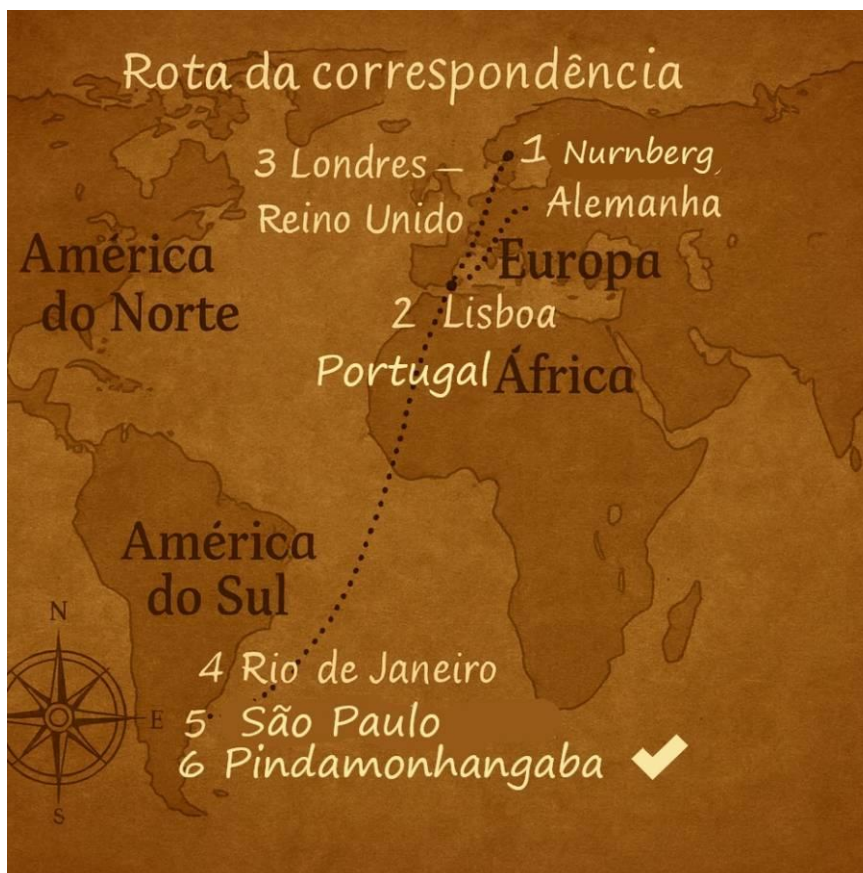 Rota da correspondência
3 Londres –
Reino Unido
1 Nurnberg,
Alemanha
América
do Norte
Europa
2 Lisboa
Portugal
África
América
do Sul
N
E
S
4 Rio de Janeiro
5 São Paulo
6 Pindamonhangaba